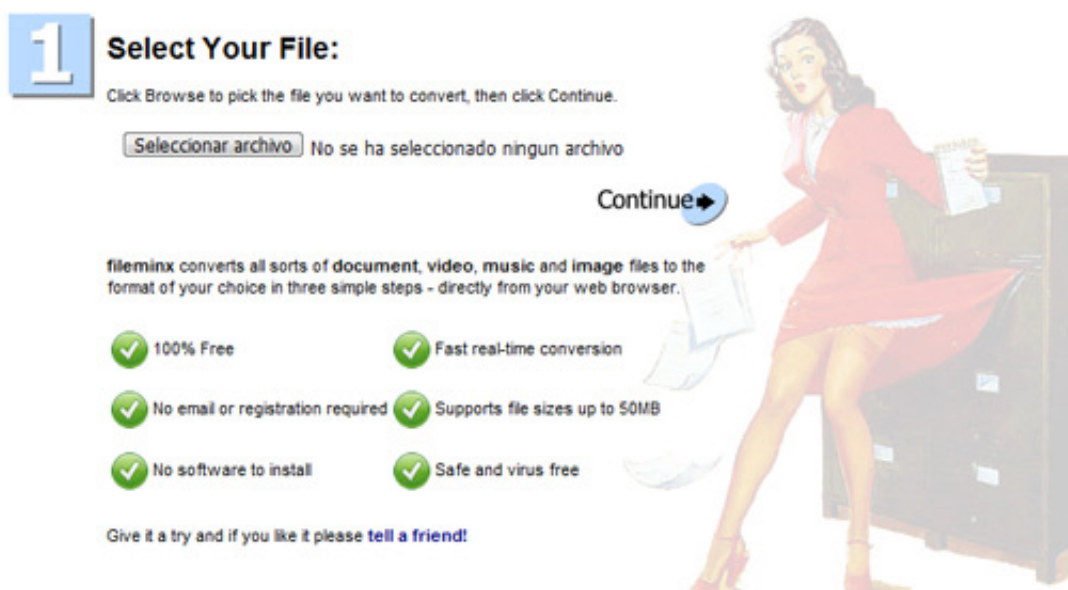 1
Select Your File:
Click Browse to pick the file you want to convert, then click Continue.
Seleccionar archivo No se ha seleccionado ningun archivo
Continue
fileminx converts all sorts of document, video, music and image files to the
format of your choice in three simple steps - directly from your web browser.
100% Free
Fast real-time conversion
No email or registration required
Supports file sizes up to 50MB
No software to install
Safe and virus free
Give it a try and if you like it please tell a friend!